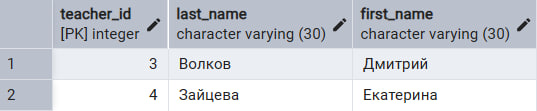 teacher_id last_name first_name
[PK] integer character varying (30) character varying (30)
1 3 Волков Дмитрий
2 4 Зайцева Екатерина